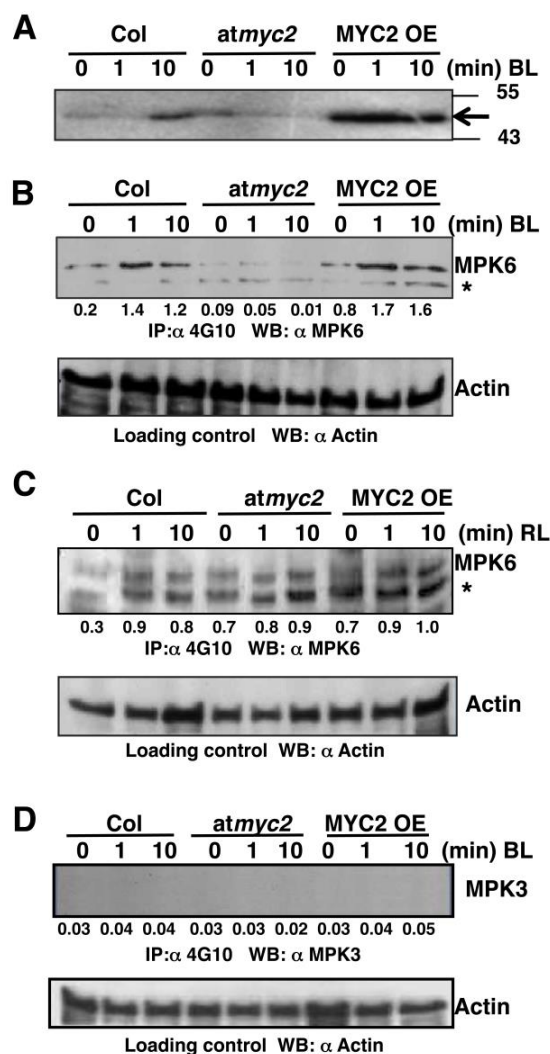 A
Col atmyc2 MYC2 OE
0 1 10 0 1 10 0 1 10 (min) BL
55
43
B
Col atmyc2 MYC2 OE
0 1 10 0 1 10 0 1 10 (min) BL
MPK6
*
0.2 1.4 1.2 0.09 0.05 0.01 0.8 1.7 1.6
IP:α 4G10 WB: α MPK6
Actin
Loading control WB: α Actin
C
Col atmyc2 MYC2 OE
0 1 10 0 1 10 0 1 10 (min) RL
MPK6
*
0.3 0.9 0.8 0.7 0.8 0.9 0.7 0.9 1.0
IP:α 4G10 WB: α MPK6
Actin
Loading control WB: α Actin
D
Col atmyc2 MYC2 OE
0 1 10 0 1 10 0 1 10 (min) BL
MPK3
0.03 0.04 0.04 0.03 0.03 0.02 0.03 0.04 0.05
IP:α 4G10 WB: α MPK3
Actin
Loading control WB: α Actin